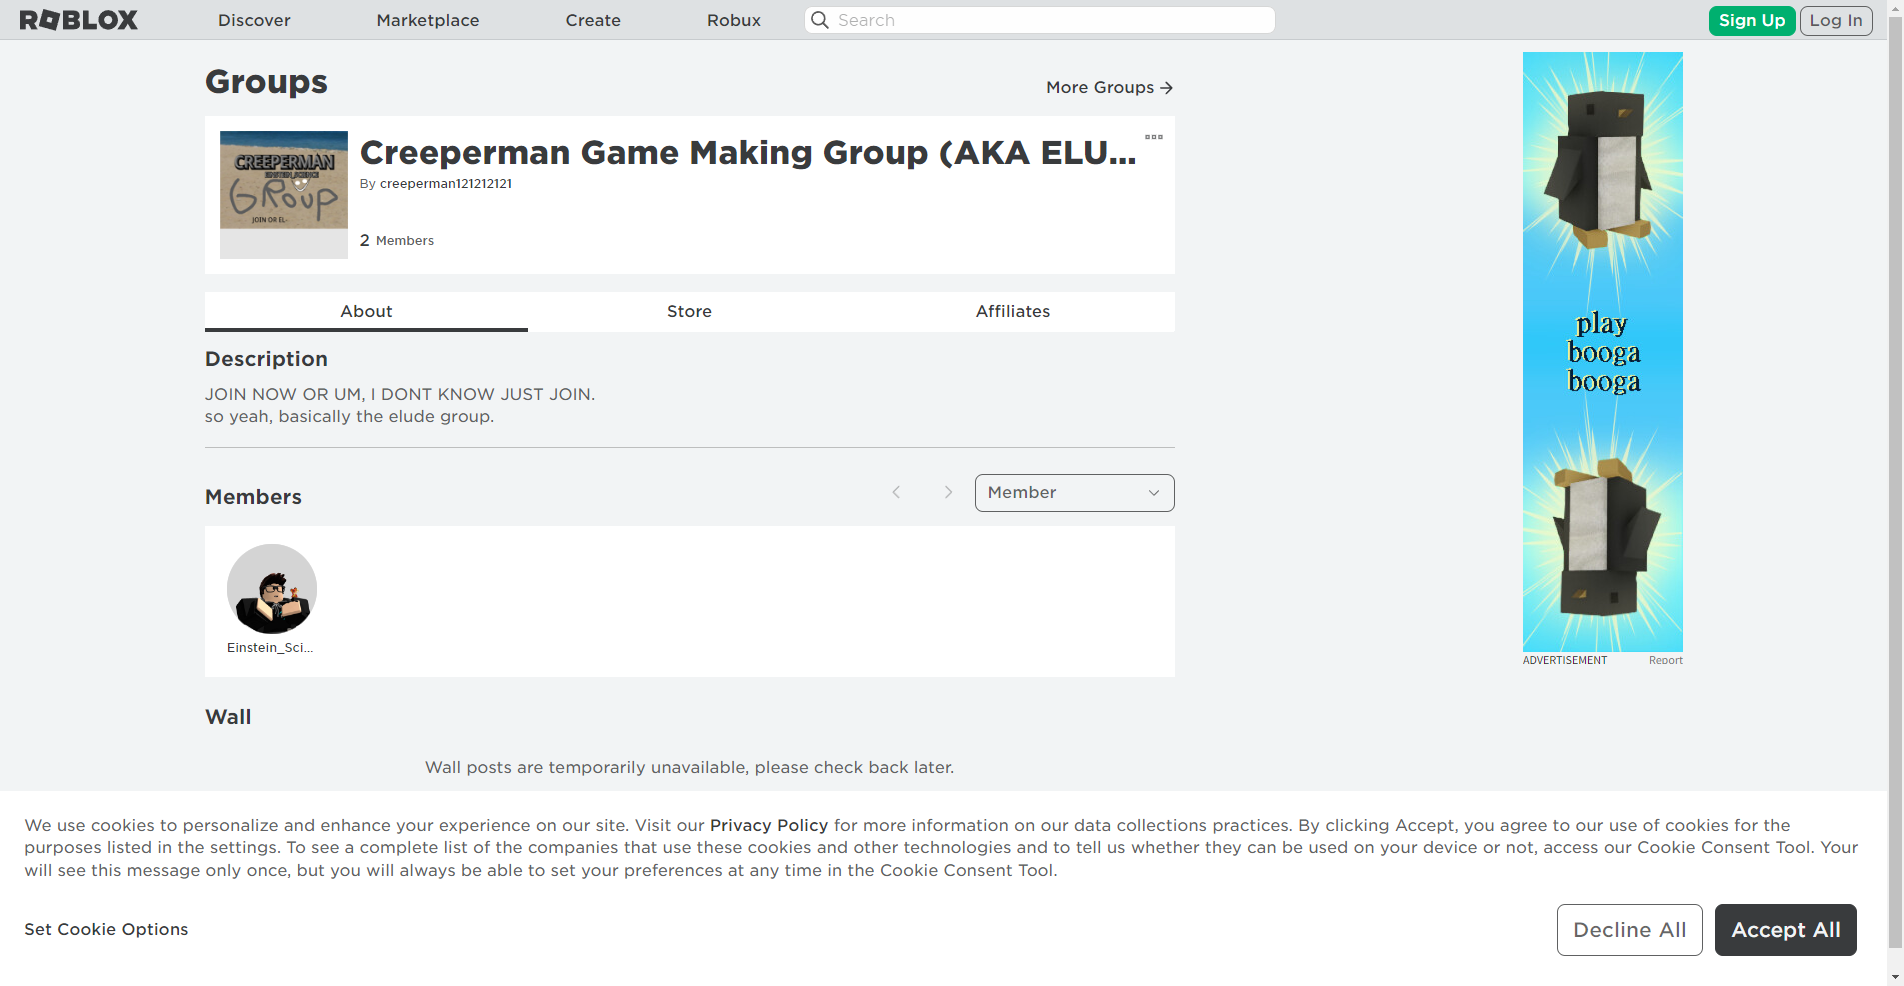 ROBLOX
Discover
Marketplace
Create
Robux
Search
Sign Up
Log In
Groups
More Groups
CREEPERMAN
EINSTEIN_SCIENCE
GROUP
JOIN OR EL-
Creeperman Game Making Group (AKA ELU...
By creeperman121212121
2 Members
About
Store
Affiliates
Description
JOIN NOW OR UM, I DONT KNOW JUST JOIN.
so yeah, basically the elude group.
Members
Member
Einstein_Sci...
Wall
Wall posts are temporarily unavailable, please check back later.
play
booga
booga
ADVERTISEMENT
Report
We use cookies to personalize and enhance your experience on our site. Visit our Privacy Policy for more information on our data collections practices. By clicking Accept, you agree to our use of cookies for the
purposes listed in the settings. To see a complete list of the companies that use these cookies and other technologies and to tell us whether they can be used on your device or not, access our Cookie Consent Tool. Your
will see this message only once, but you will always be able to set your preferences at any time in the Cookie Consent Tool.
Set Cookie Options
Decline All
Accept All